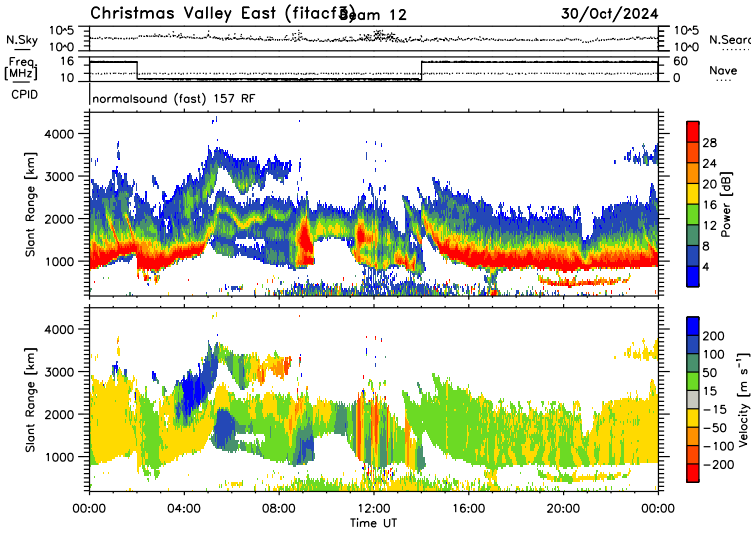 Christmas Valley East (fitacf3)
Beam 12
30/Oct/2024
N.Sky
10^5
10^0
10^5
10^0
N.Sear
Freq.
[MHz]
16
10
60
0
Nave
CPID
normalsound (fast) 157 RF
Slant Range [km]
4000
3000
2000
1000
28
24
20
16
12
8
4
Power [dB]
Slant Range [km]
4000
3000
2000
1000
200
100
50
15
-15
-50
-100
-200
Velocity [m s⁻¹]
00:00
04:00
08:00
12:00
16:00
20:00
00:00
Time UT